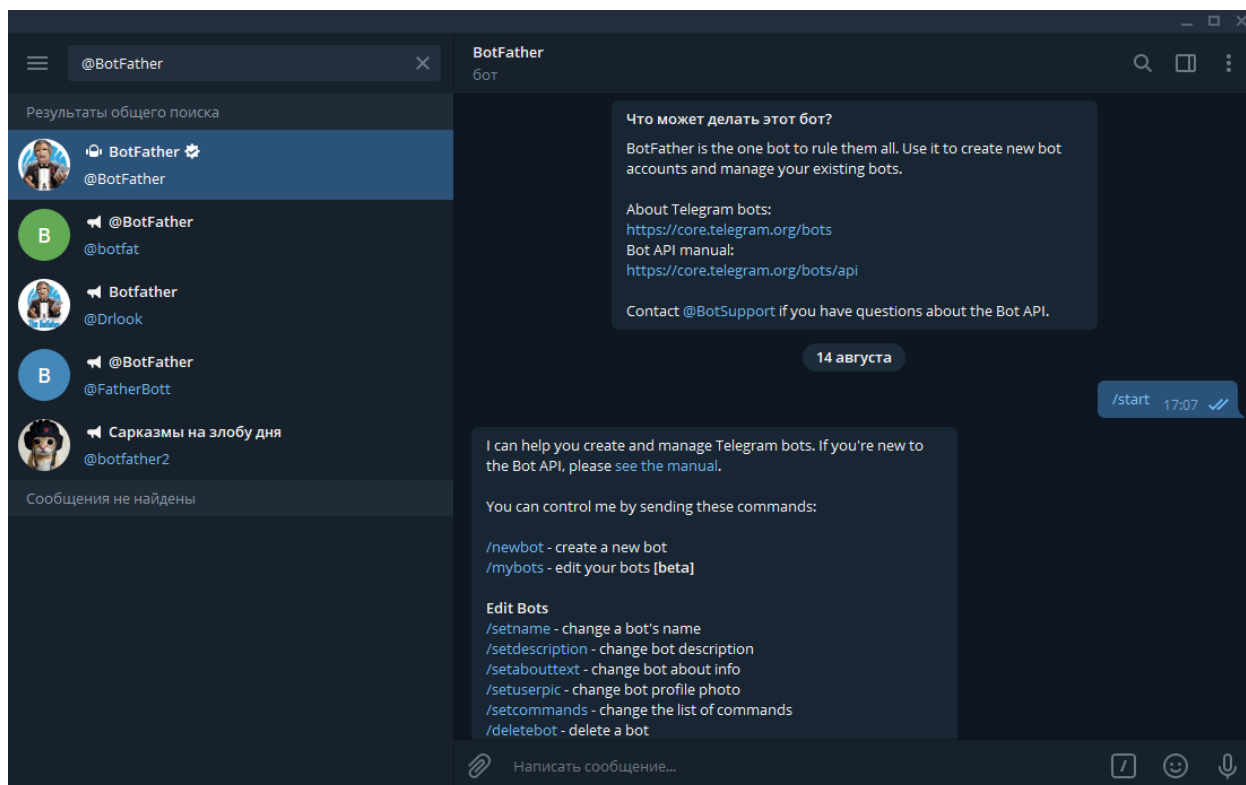 @BotFather
Результаты общего поиска
BotFather
@BotFather
B
@BotFather
@botfat
Botfather
@Drlook
B
@BotFather
@FatherBott
Сарказмы на злобу дня
@botfather2
Сообщения не найдены
BotFather
бот
Что может делать этот бот?
BotFather is the one bot to rule them all. Use it to create new bot
accounts and manage your existing bots.
About Telegram bots:
https://core.telegram.org/bots
Bot API manual:
https://core.telegram.org/bots/api
Contact @BotSupport if you have questions about the Bot API.
14 августа
/start 17:07
I can help you create and manage Telegram bots. If you're new to
the Bot API, please see the manual.
You can control me by sending these commands:
/newbot - create a new bot
/mybots - edit your bots [beta]
Edit Bots
/setname - change a bot's name
/setdescription - change bot description
/setabouttext - change bot about info
/setuserpic - change bot profile photo
/setcommands - change the list of commands
/deletebot - delete a bot
Написать сообщение...